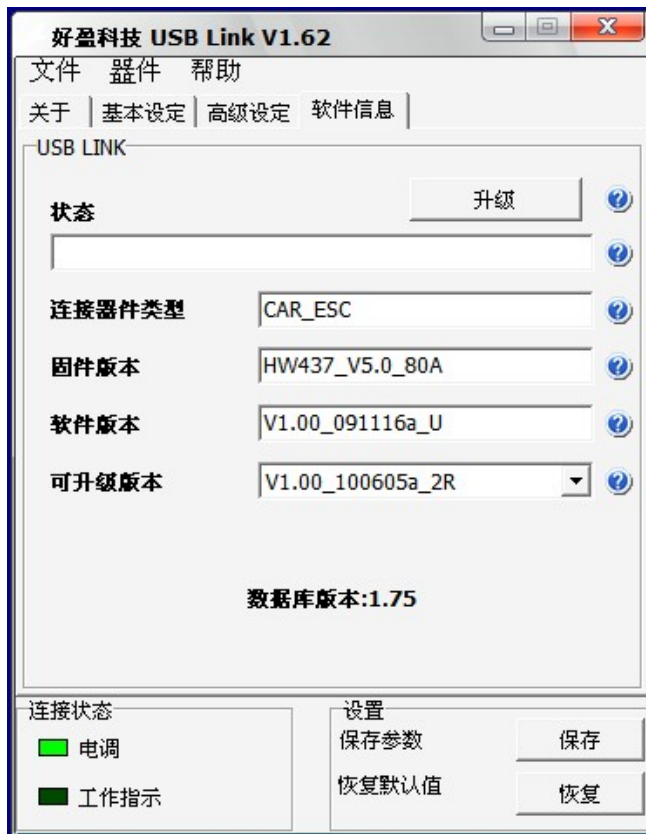 好盈科技 USB Link V1.62
文件 器件 帮助
关于 基本设定 高级设定 软件信息
USB LINK
状态 升级
连接器件类型 CAR_ESC
固件版本 HW437_V5.0_80A
软件版本 V1.00_091116a_U
可升级版本 V1.00_100605a_2R
数据库版本:1.75
连接状态 设置
电调 保存参数 保存
工作指示 恢复默认值 恢复